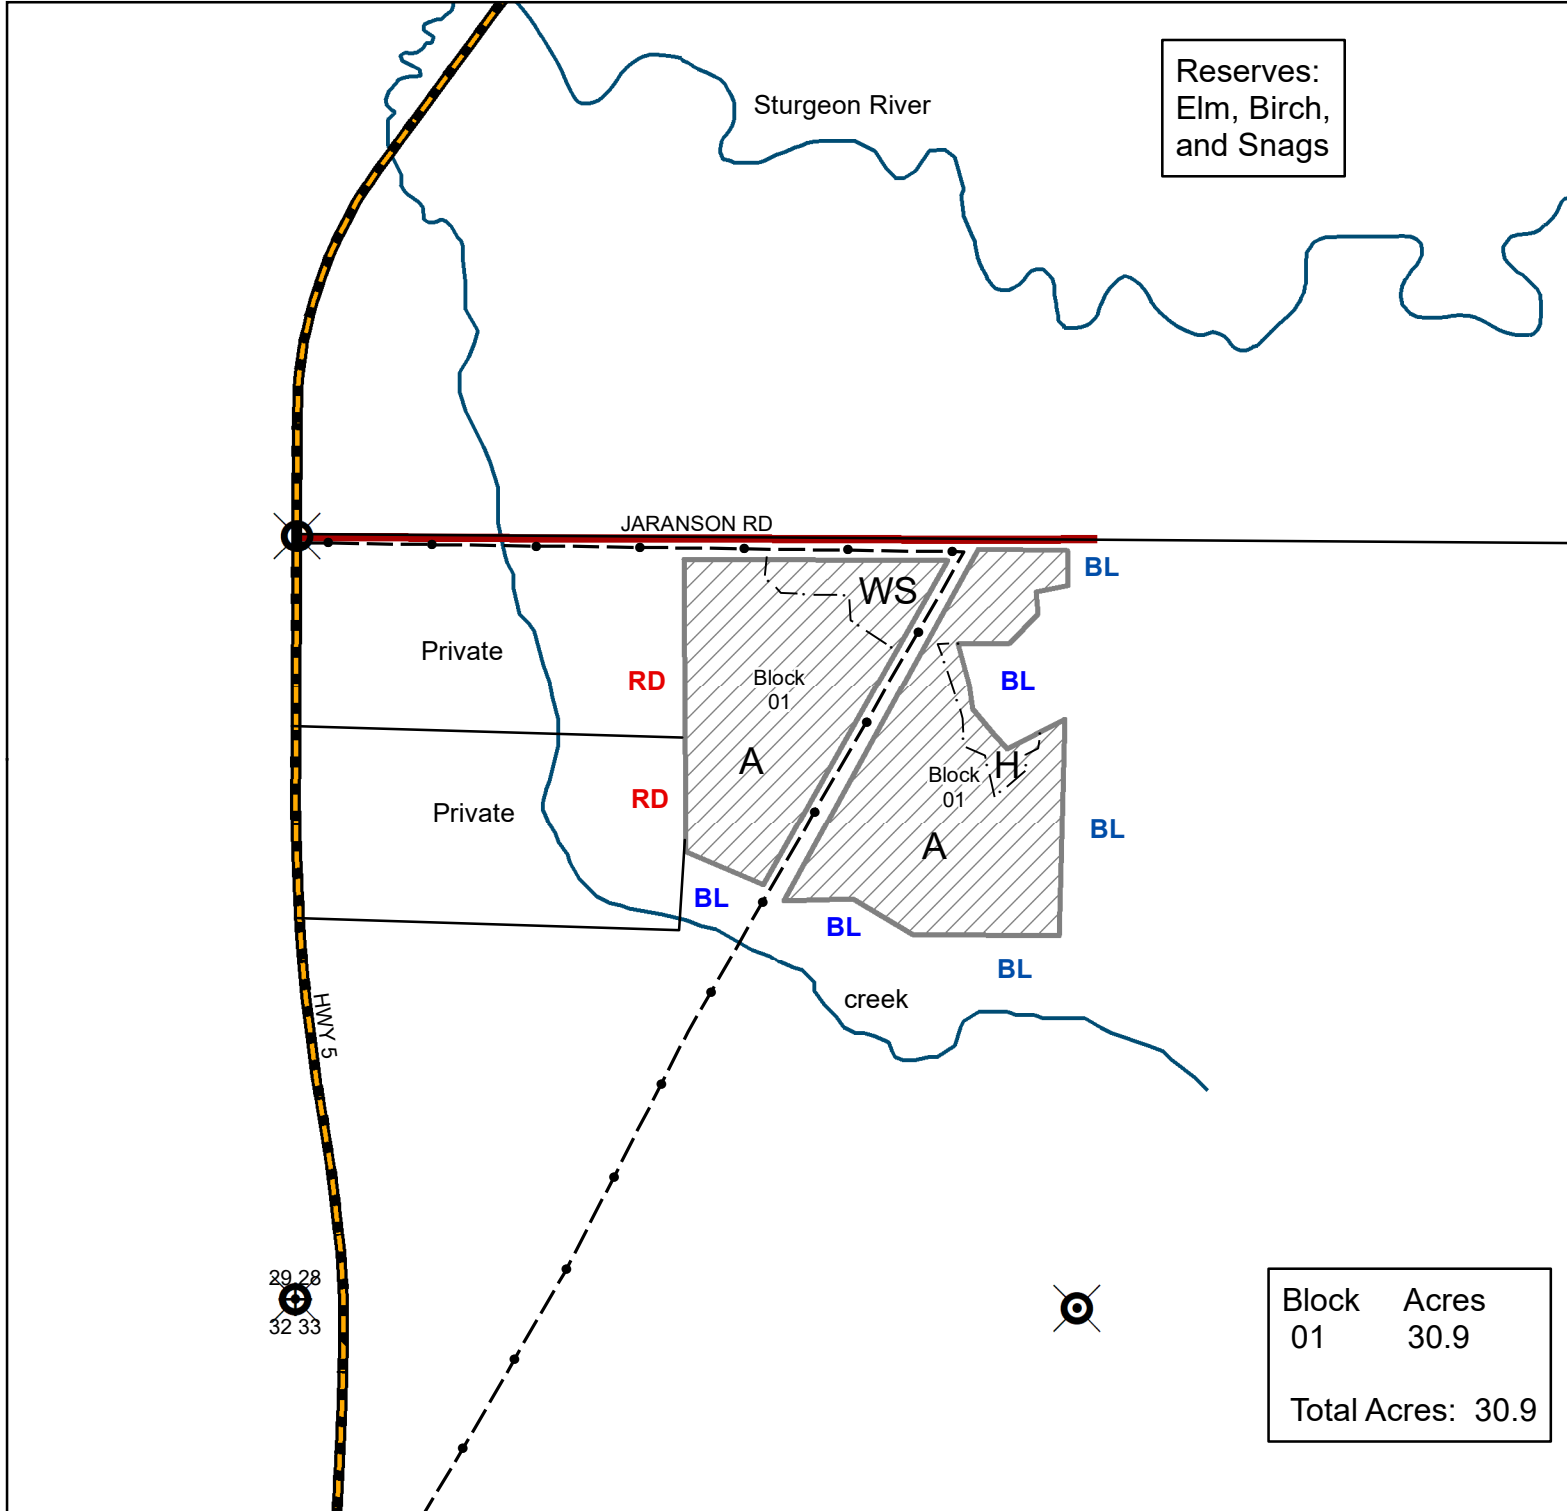 Reserves:
Elm, Birch,
and Snags
Sturgeon River
JARANSON RD
WS
BL
Private
RD
Block
01
BL
A
Block
01
H
Private
RD
A
BL
BL
BL
BL
creek
HWY 5
29 28
32 33
Block Acres
01 30.9
Total Acres: 30.9